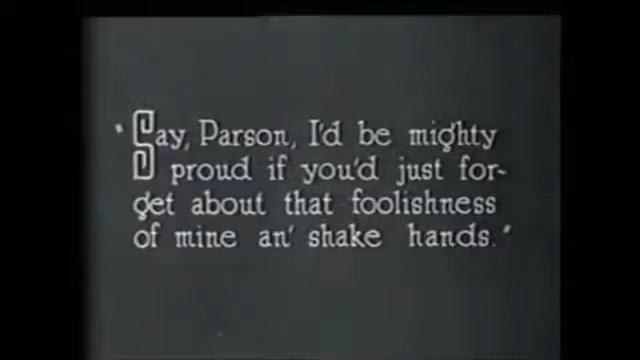 "Say, Parson, I'd be mighty
proud if you'd just for-
get about that foolishness
of mine an' shake hands."